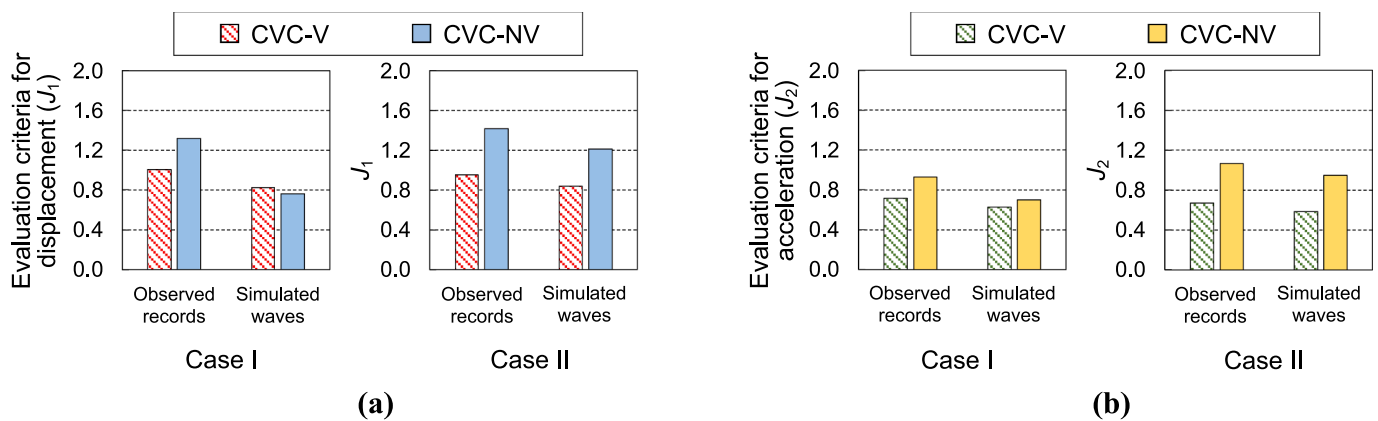 CVC-V CVC-NV
Evaluation criteria for
displacement (J₁)
2.0
1.6
1.2
0.8
0.4
0.0
Observed
records
Simulated
waves
Case I
J₁
2.0
1.6
1.2
0.8
0.4
0.0
Observed
records
Simulated
waves
Case II
(a)
CVC-V CVC-NV
Evaluation criteria for
acceleration (J₂)
2.0
1.6
1.2
0.8
0.4
0.0
Observed
records
Simulated
waves
Case I
J₂
2.0
1.6
1.2
0.8
0.4
0.0
Observed
records
Simulated
waves
Case II
(b)